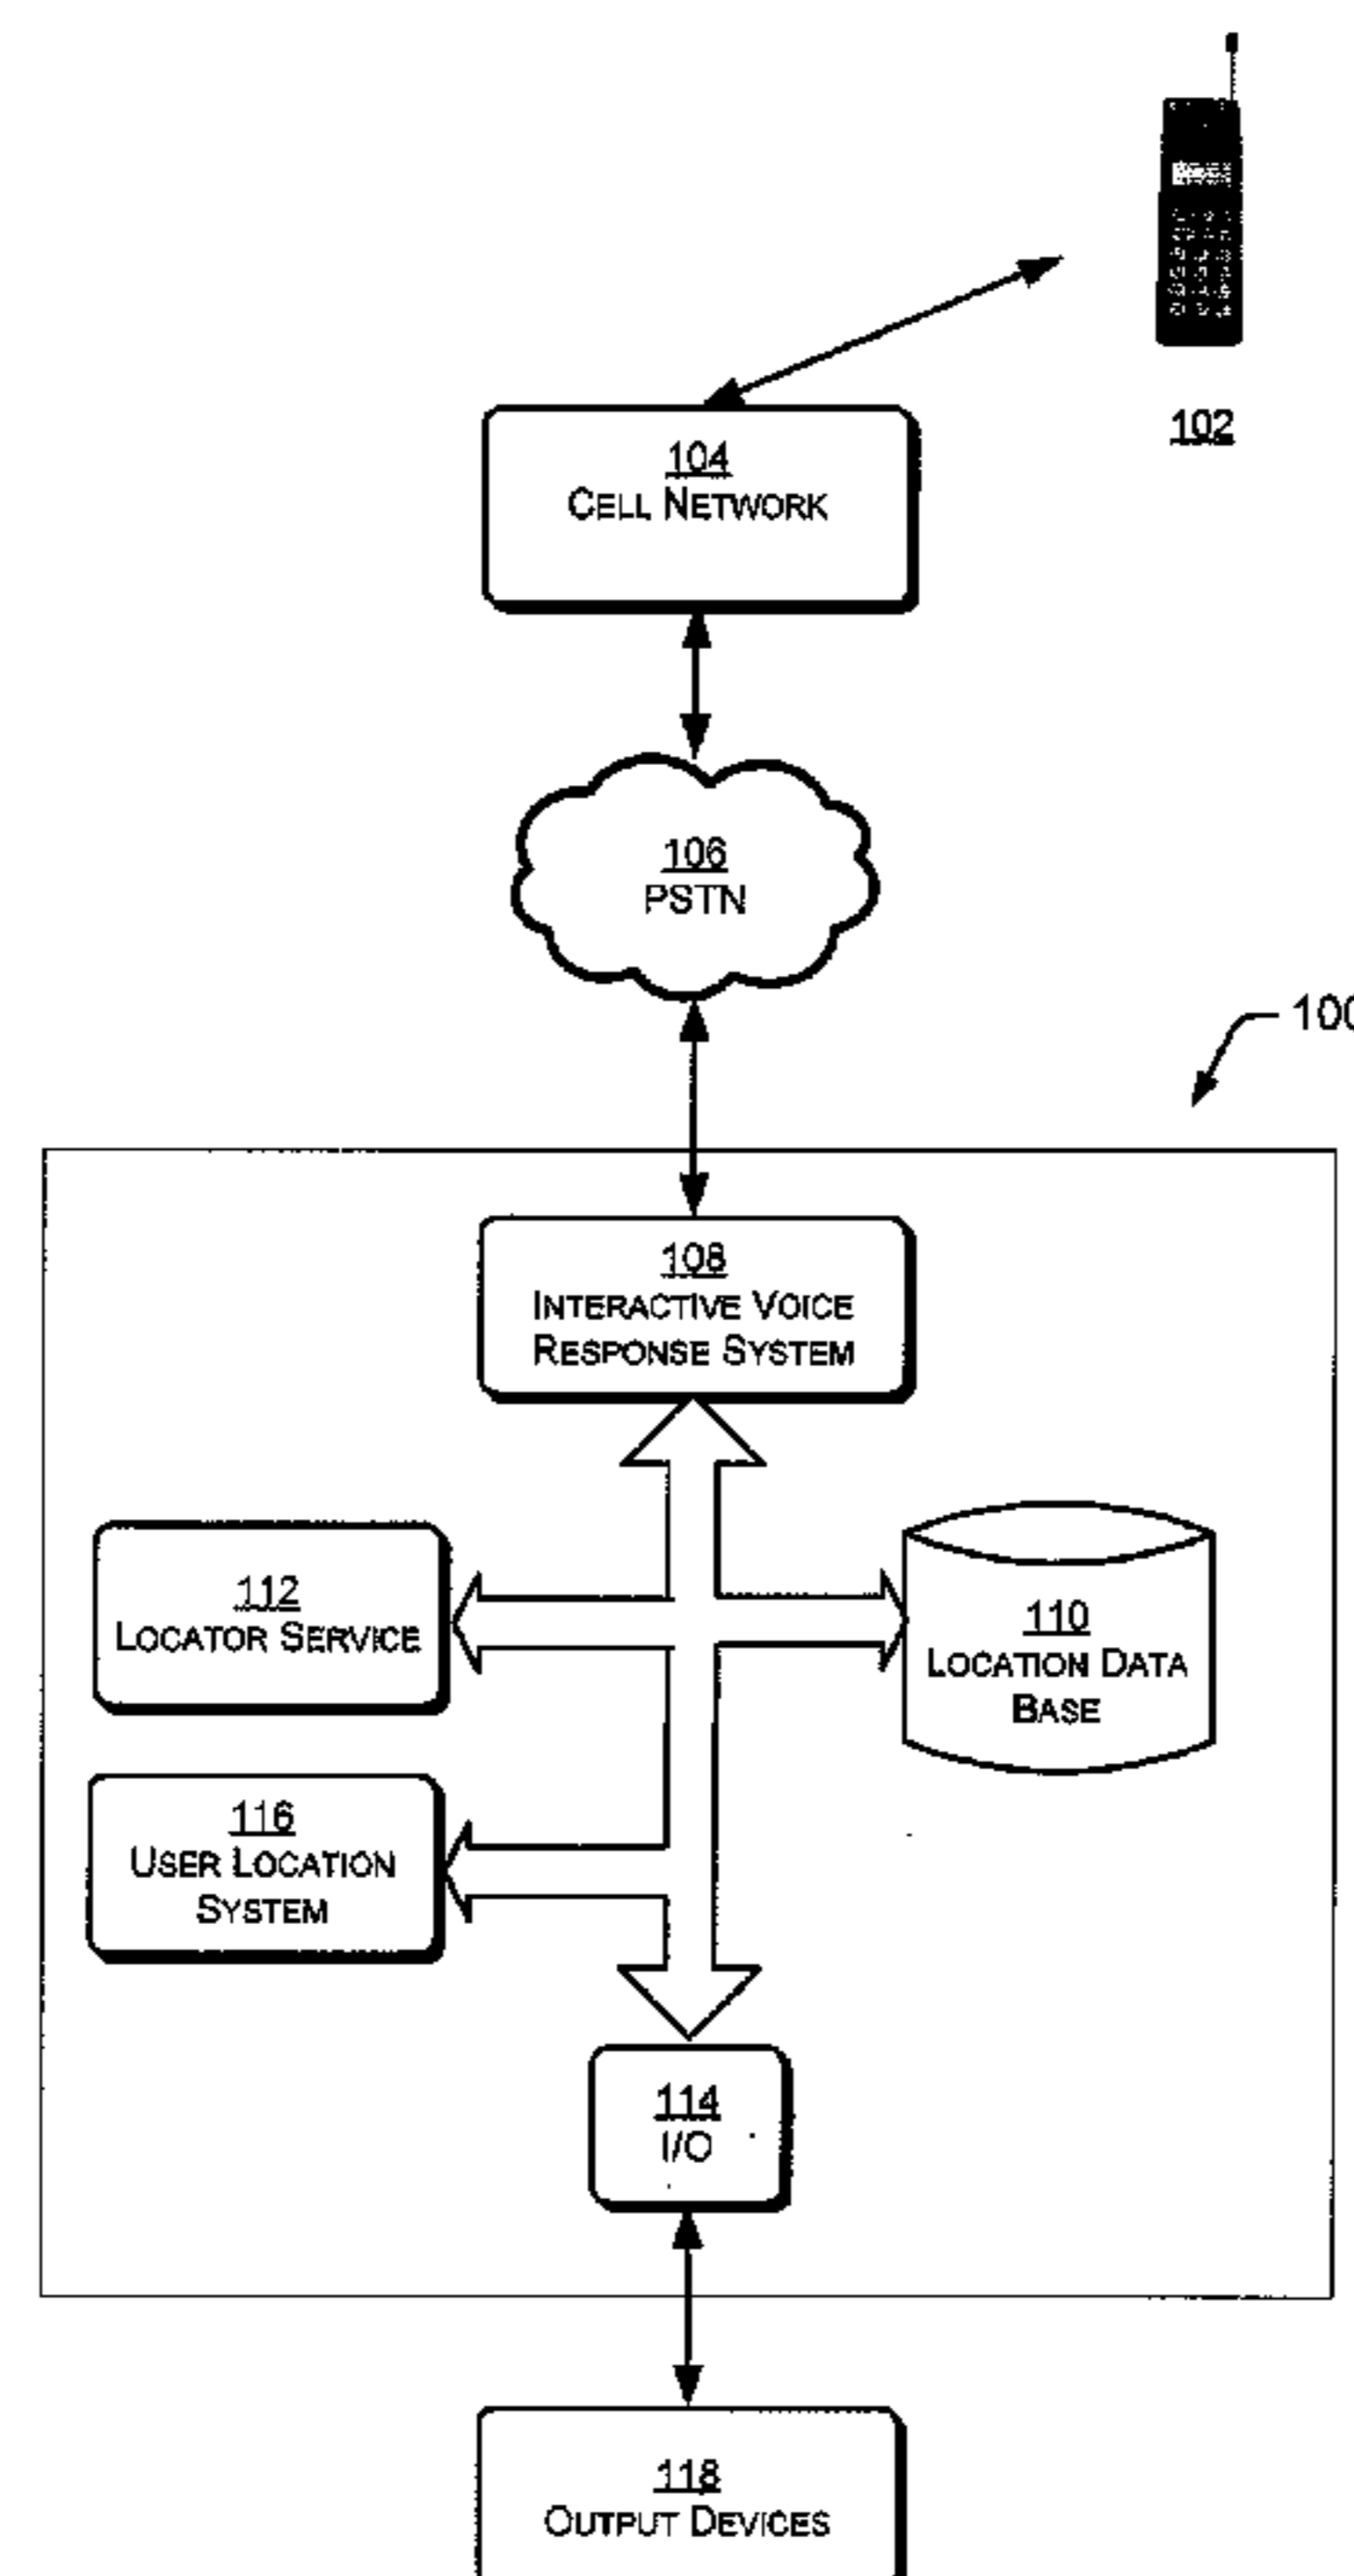 102
104
CELL NETWORK
106
PSTN
100
108
INTERACTIVE VOICE
RESPONSE SYSTEM
112
LOCATOR SERVICE
110
LOCATION DATA
BASE
116
USER LOCATION
SYSTEM
114
I/O
118
OUTPUT DEVICES